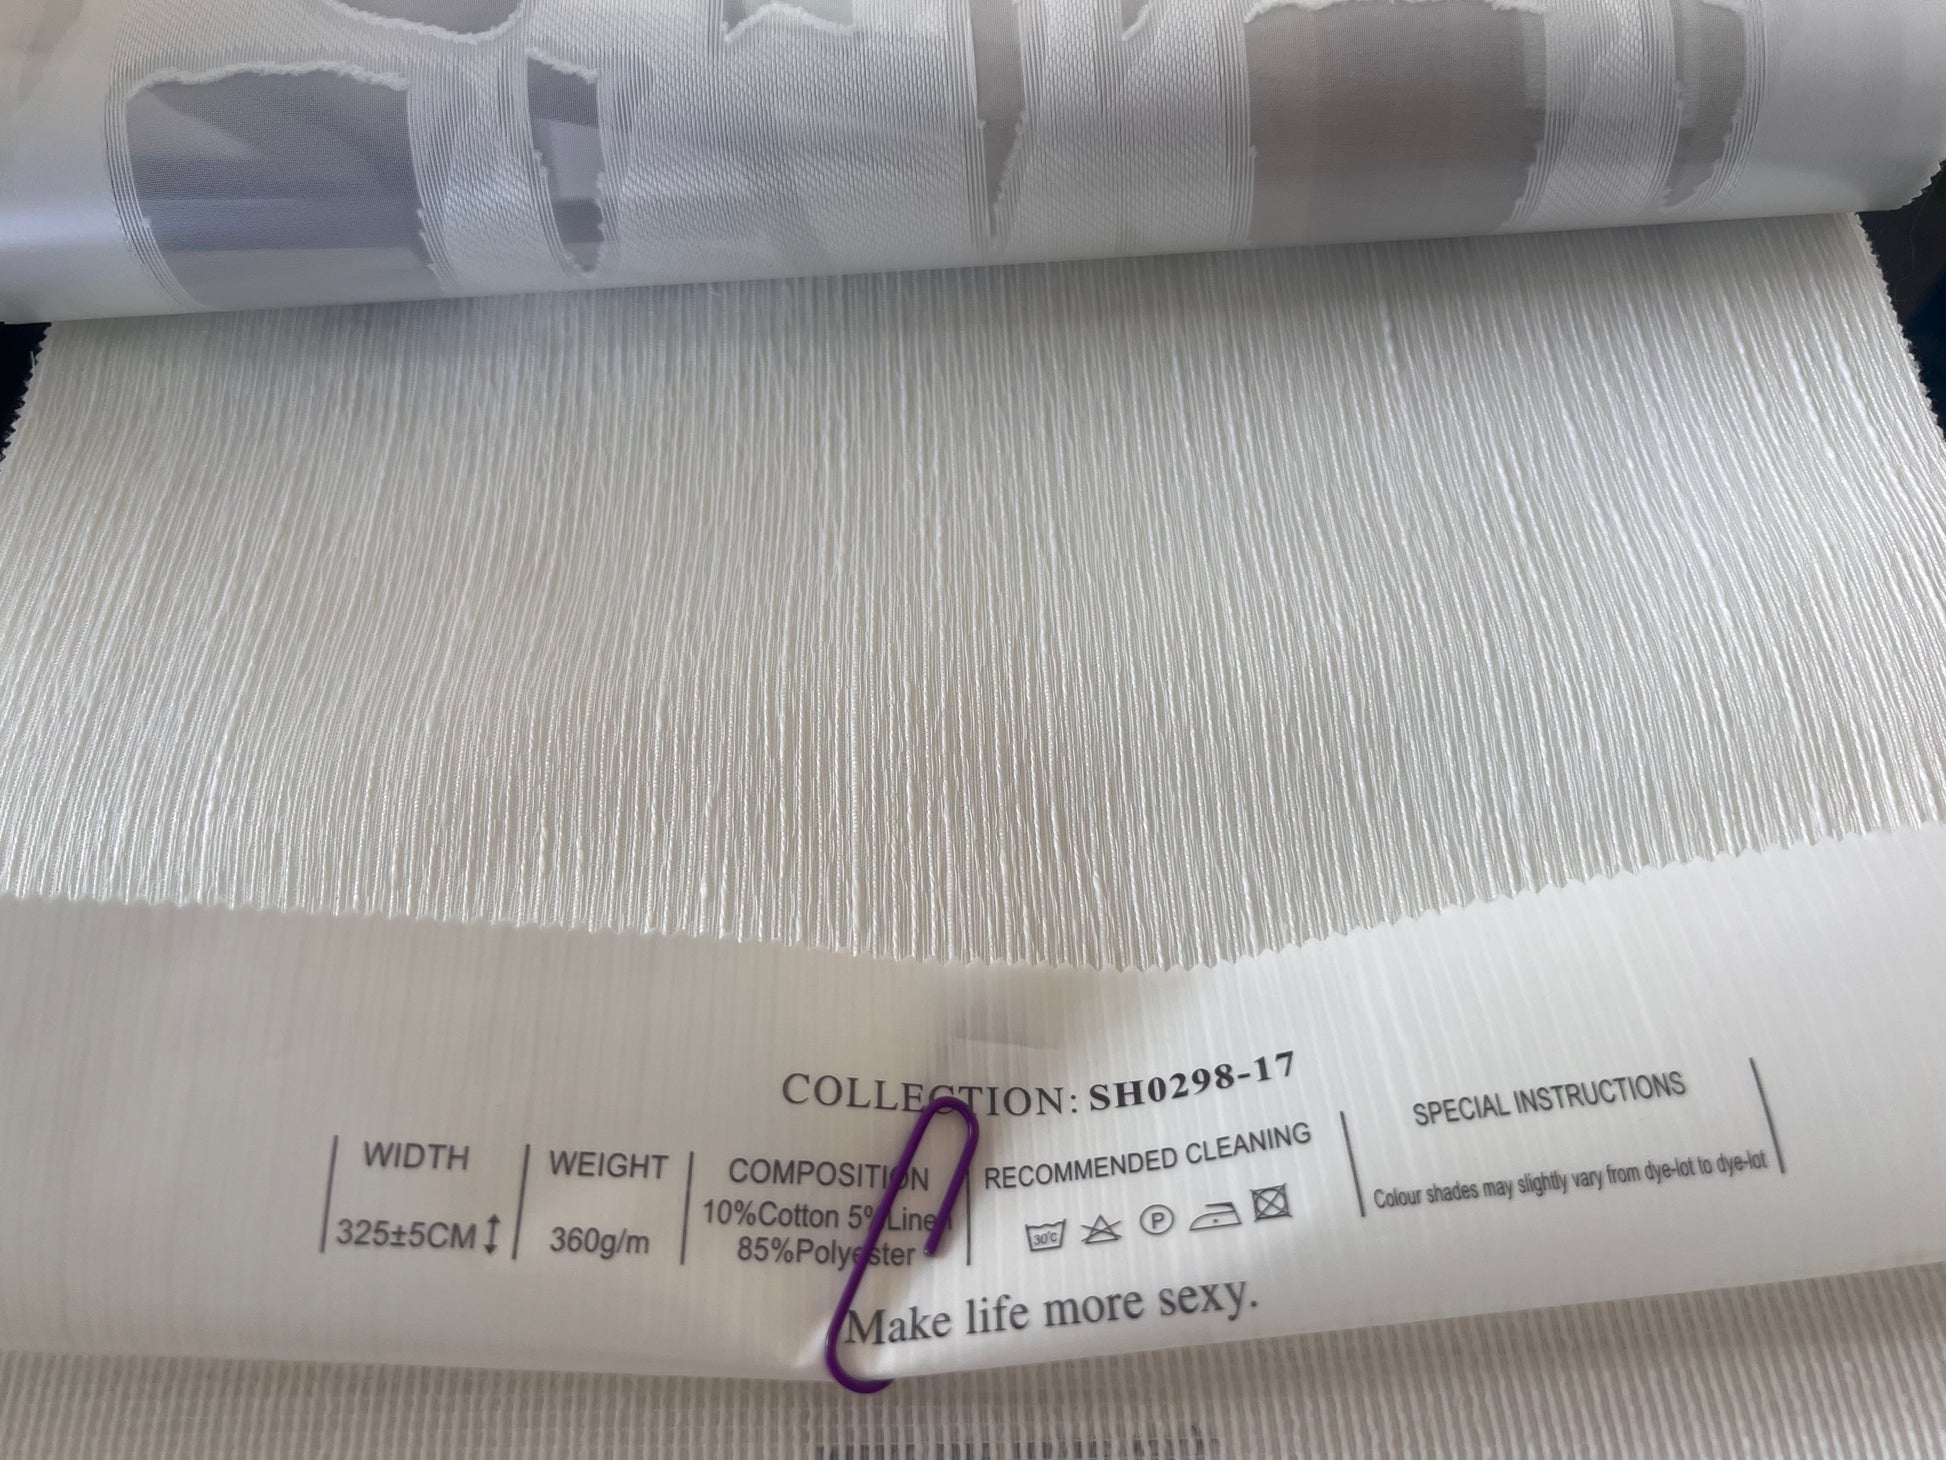 COLLECTION: SH0298-17
WIDTH
325±5CM
WEIGHT
360g/m
COMPOSITION
10%Cotton 5%Linen
85%Polyester
RECOMMENDED CLEANING
30°C P
SPECIAL INSTRUCTIONS
Colour shades may slightly vary from dye-lot to dye-lot
Make life more sexy.